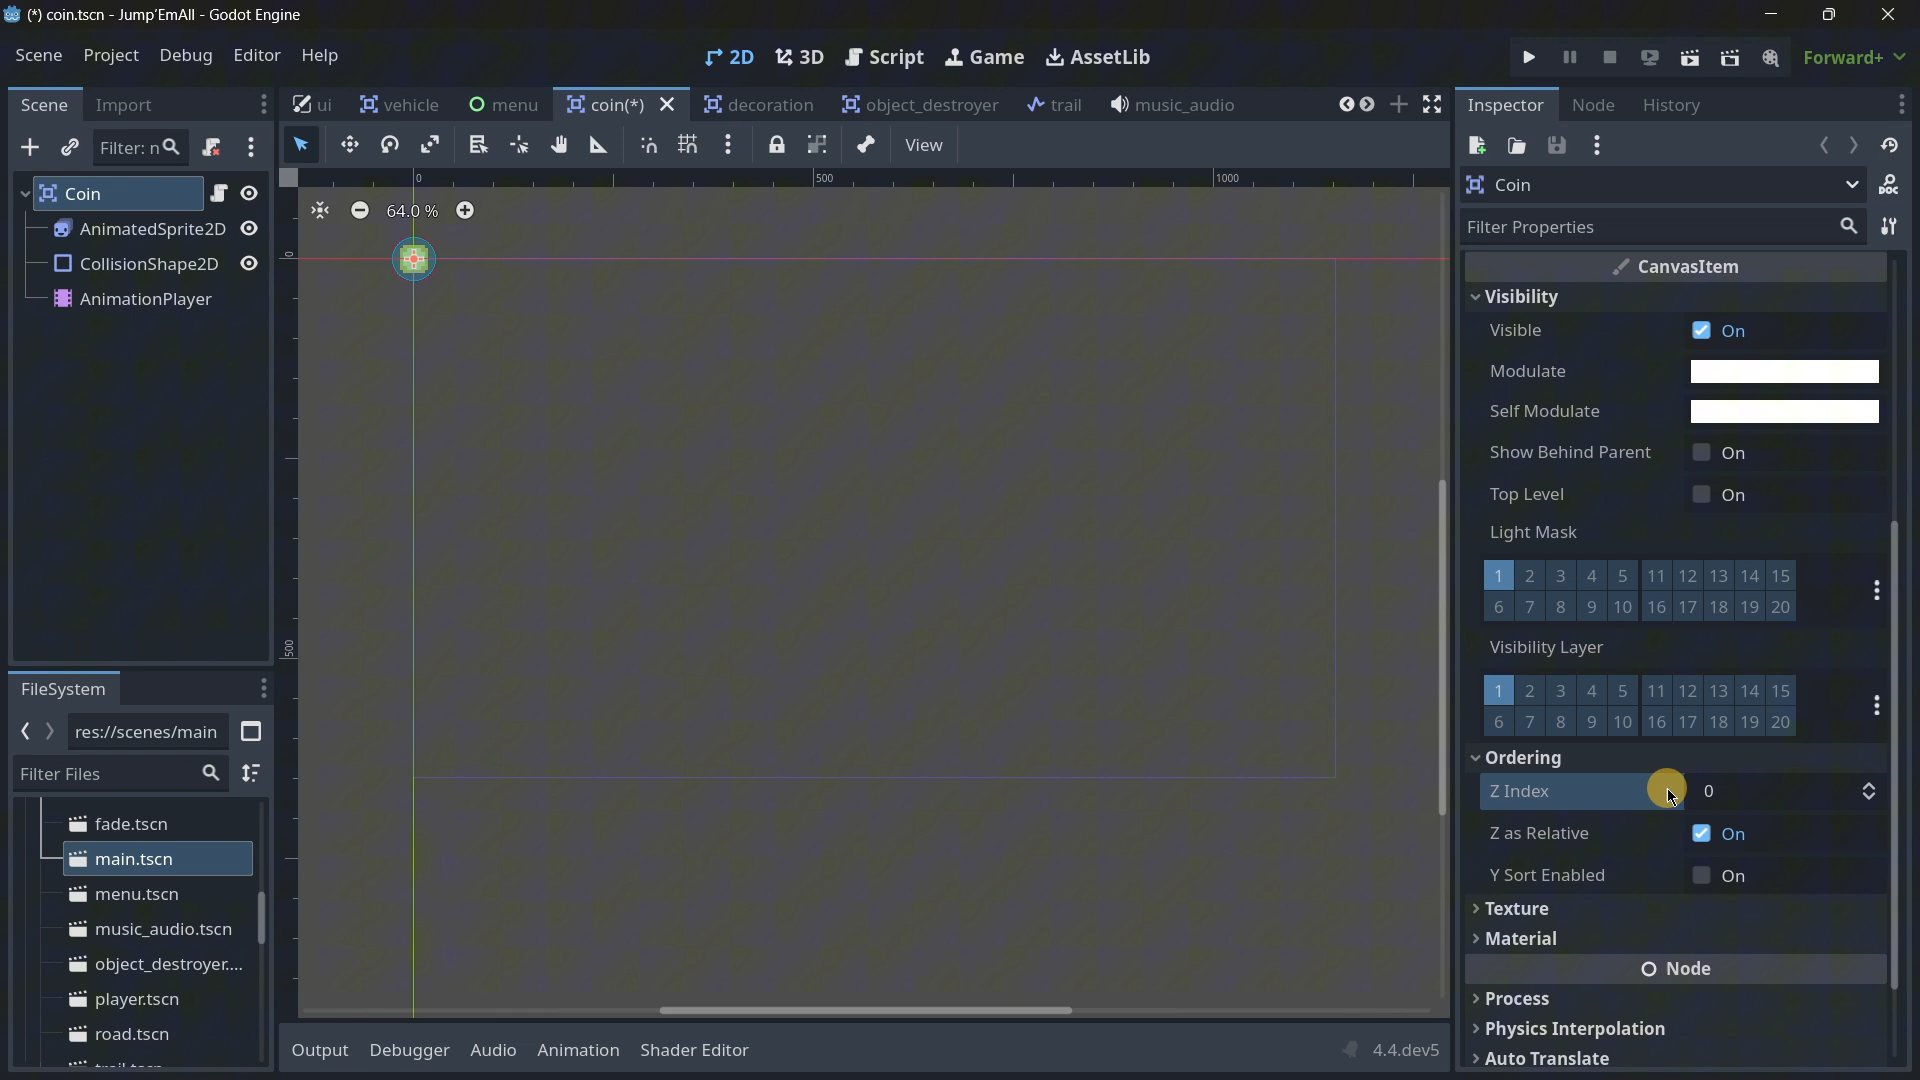 (*) coin.tscn - Jump'EmAll - Godot Engine
Scene Project Debug Editor Help
2D 3D Script Game AssetLib
Forward+
Scene Import
ui vehicle menu coin(*) decoration object_destroyer trail music_audio
Inspector Node History
Filter: n
View
Coin
AnimatedSprite2D
CollisionShape2D
AnimationPlayer
0 500 1000
64.0 %
0
500
FileSystem
res://scenes/main
Filter Files
fade.tscn
main.tscn
menu.tscn
music_audio.tscn
object_destroyer....
player.tscn
road.tscn
Output Debugger Audio Animation Shader Editor
4.4.dev5
Coin
Filter Properties
CanvasItem
Visibility
Visible On
Modulate
Self Modulate
Show Behind Parent On
Top Level On
Light Mask
1 2 3 4 5 11 12 13 14 15
6 7 8 9 10 16 17 18 19 20
Visibility Layer
1 2 3 4 5 11 12 13 14 15
6 7 8 9 10 16 17 18 19 20
Ordering
Z Index 0
Z as Relative On
Y Sort Enabled On
Texture
Material
Node
Process
Physics Interpolation
Auto Translate